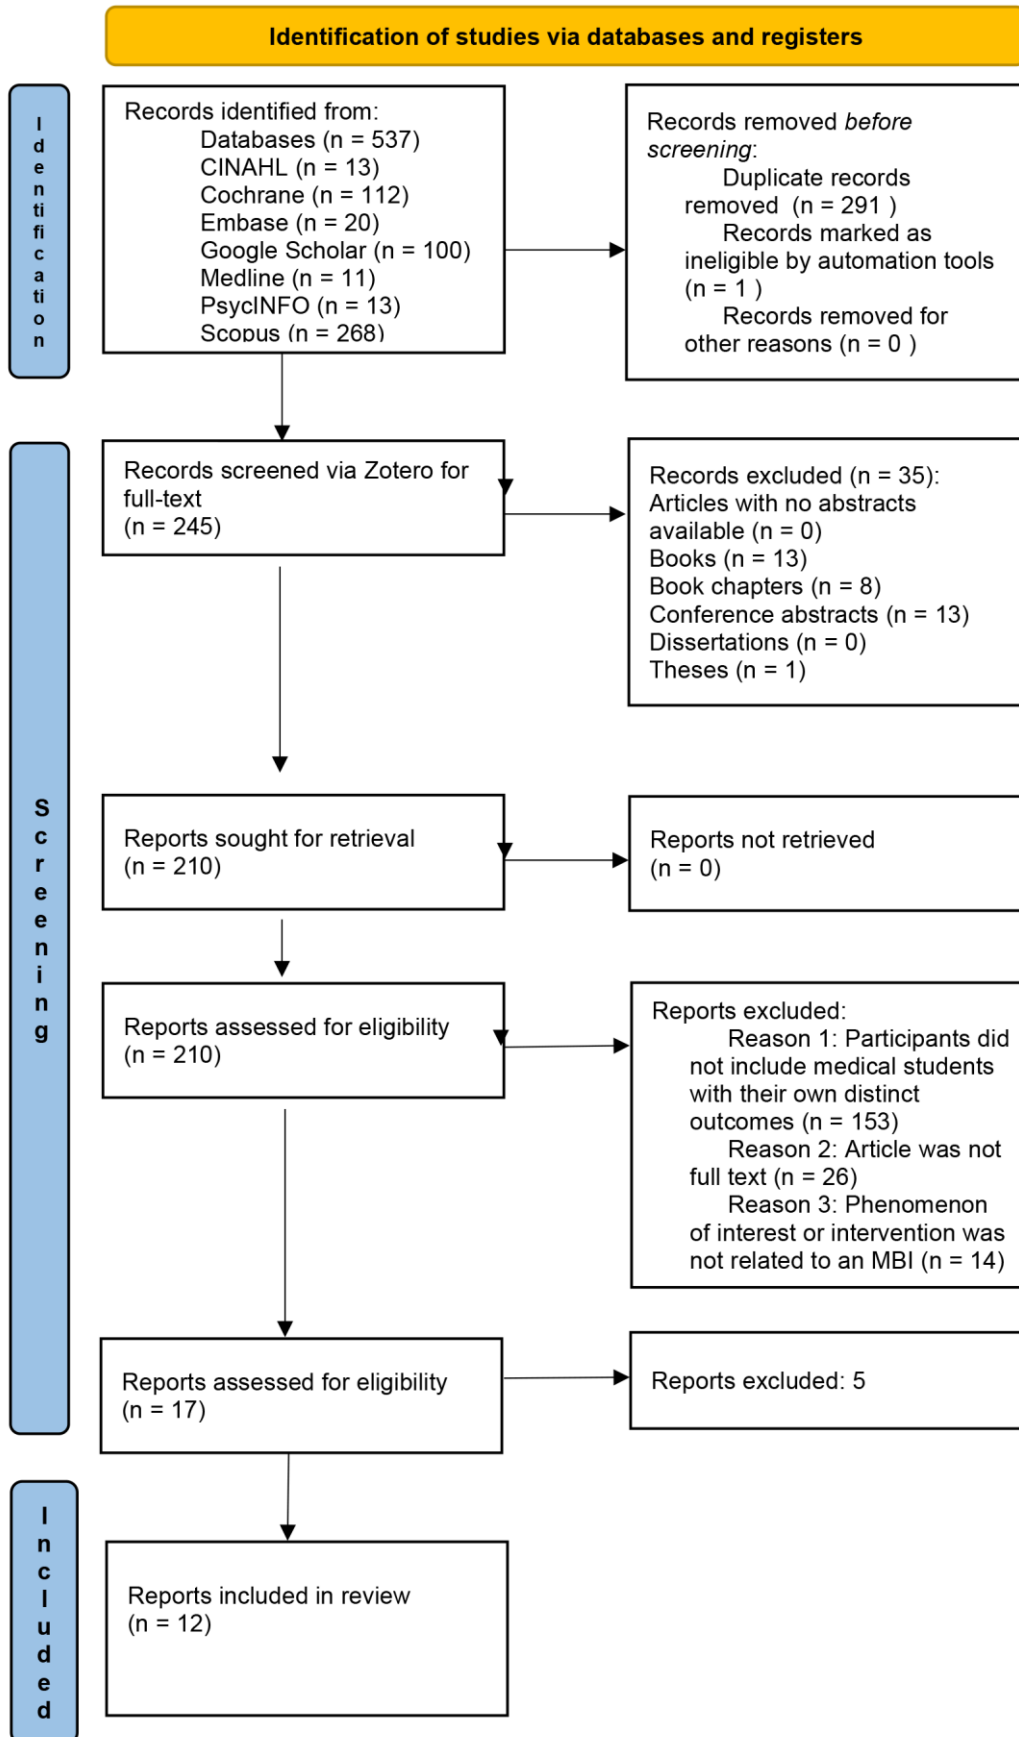 Identification of studies via databases and registers
Identification
Records identified from:
Databases (n = 537)
CINAHL (n = 13)
Cochrane (n = 112)
Embase (n = 20)
Google Scholar (n = 100)
Medline (n = 11)
PsycINFO (n = 13)
Scopus (n = 268)
Records removed before
screening:
Duplicate records
removed (n = 291 )
Records marked as
ineligible by automation tools
(n = 1 )
Records removed for
other reasons (n = 0 )
Screening
Records screened via Zotero for
full-text
(n = 245)
Records excluded (n = 35):
Articles with no abstracts
available (n = 0)
Books (n = 13)
Book chapters (n = 8)
Conference abstracts (n = 13)
Dissertations (n = 0)
Theses (n = 1)
Reports sought for retrieval
(n = 210)
Reports not retrieved
(n = 0)
Reports assessed for eligibility
(n = 210)
Reports excluded:
Reason 1: Participants did
not include medical students
with their own distinct
outcomes (n = 153)
Reason 2: Article was not
full text (n = 26)
Reason 3: Phenomenon
of interest or intervention was
not related to an MBI (n = 14)
Reports assessed for eligibility
(n = 17)
Reports excluded: 5
Included
Reports included in review
(n = 12)